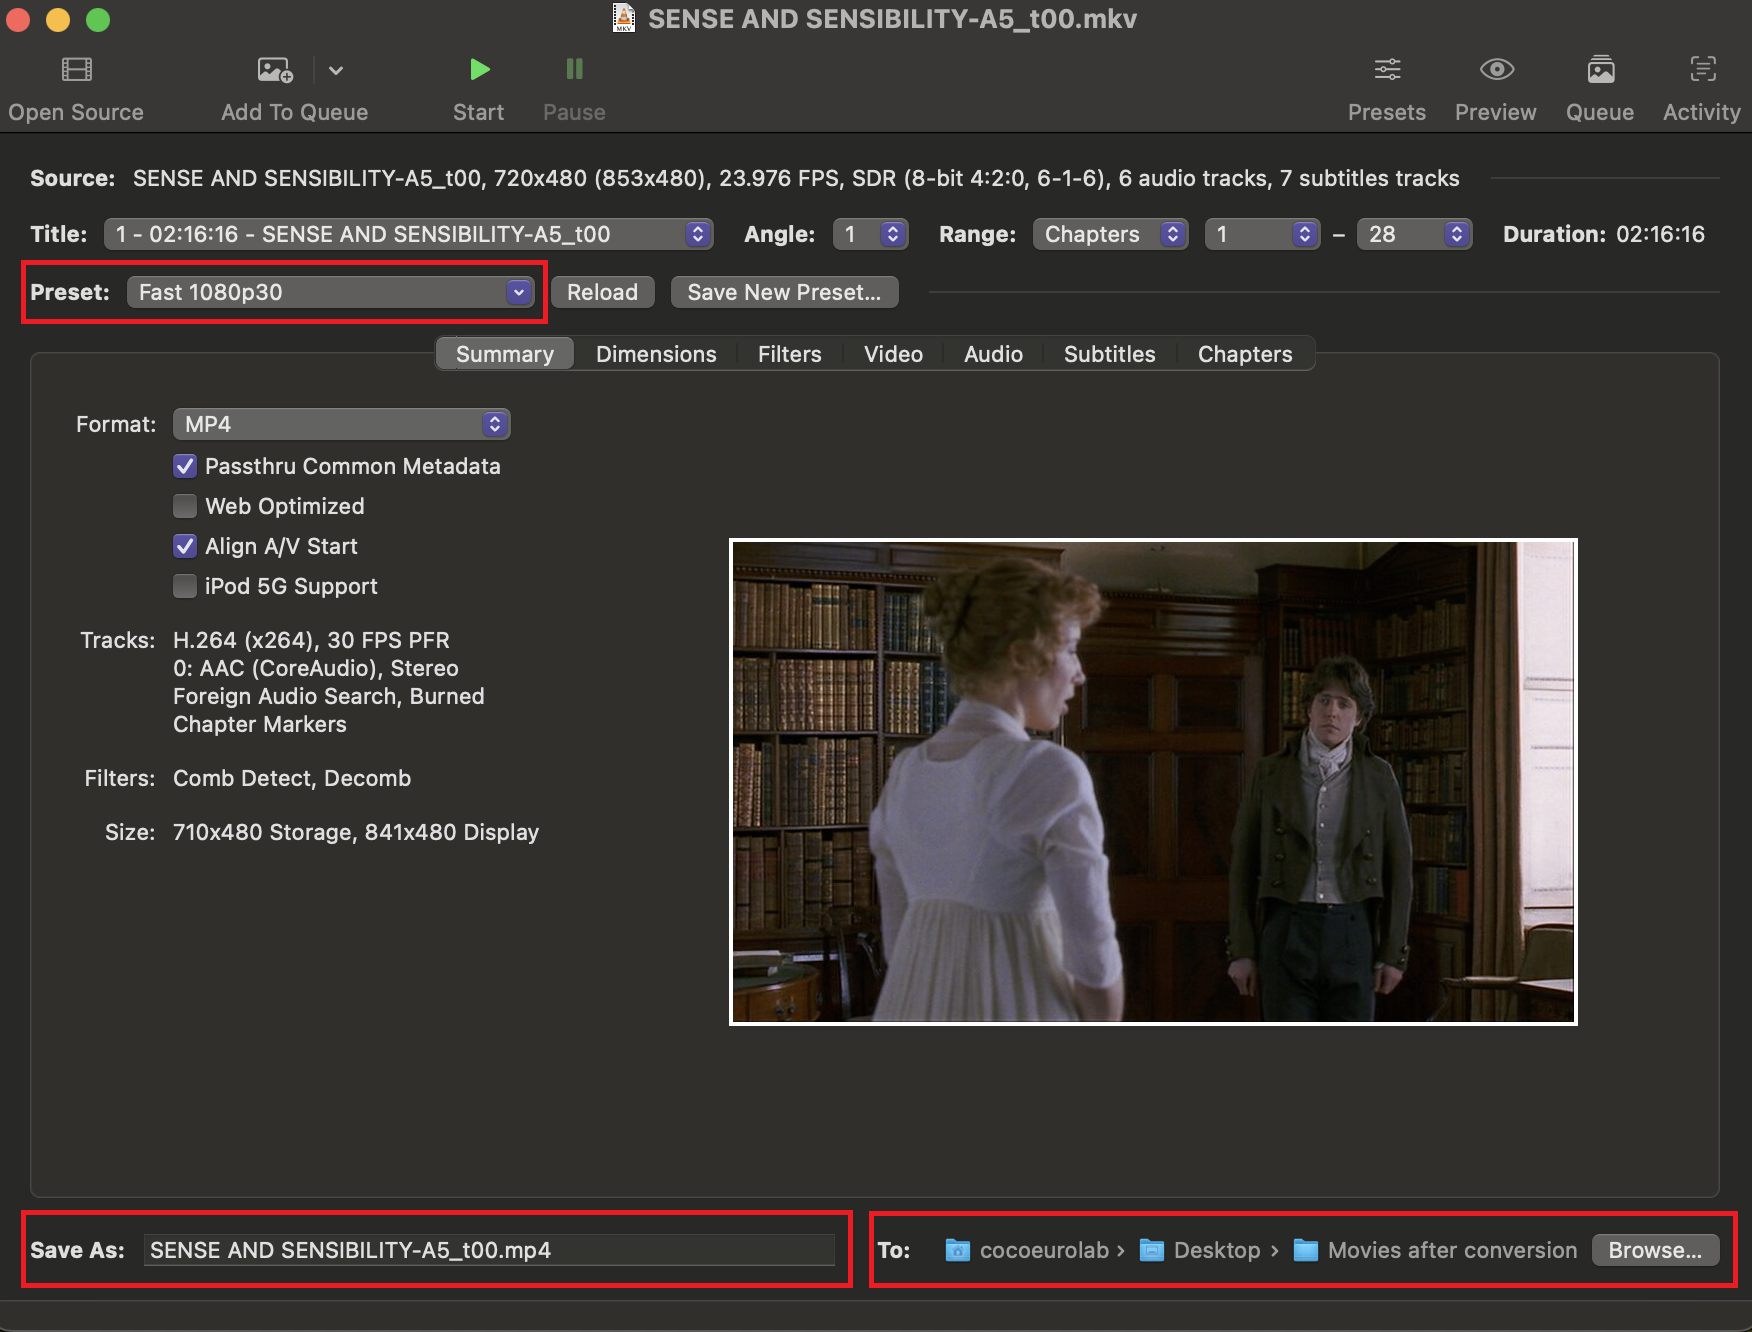 SENSE AND SENSIBILITY-A5_t00.mkv
MKV
Open Source
Add To Queue
Start
Pause
Presets
Preview
Queue
Activity
Source: SENSE AND SENSIBILITY-A5_t00, 720x480 (853x480), 23.976 FPS, SDR (8-bit 4:2:0, 6-1-6), 6 audio tracks, 7 subtitles tracks
Title: 1 - 02:16:16 - SENSE AND SENSIBILITY-A5_t00 Angle: 1 Range: Chapters 1 – 28 Duration: 02:16:16
Preset: Fast 1080p30 Reload Save New Preset...
Summary Dimensions Filters Video Audio Subtitles Chapters
Format: MP4
Passthru Common Metadata
Web Optimized
Align A/V Start
iPod 5G Support
Tracks: H.264 (x264), 30 FPS PFR
0: AAC (CoreAudio), Stereo
Foreign Audio Search, Burned
Chapter Markers
Filters: Comb Detect, Decomb
Size: 710x480 Storage, 841x480 Display
Save As: SENSE AND SENSIBILITY-A5_t00.mp4
To: cocoeurolab › Desktop › Movies after conversion Browse...